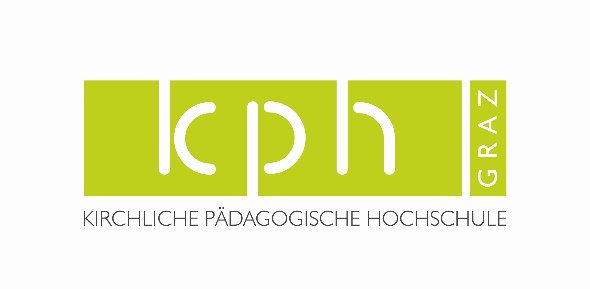 kph GRAZ
KIRCHLICHE PÄDAGOGISCHE HOCHSCHULE